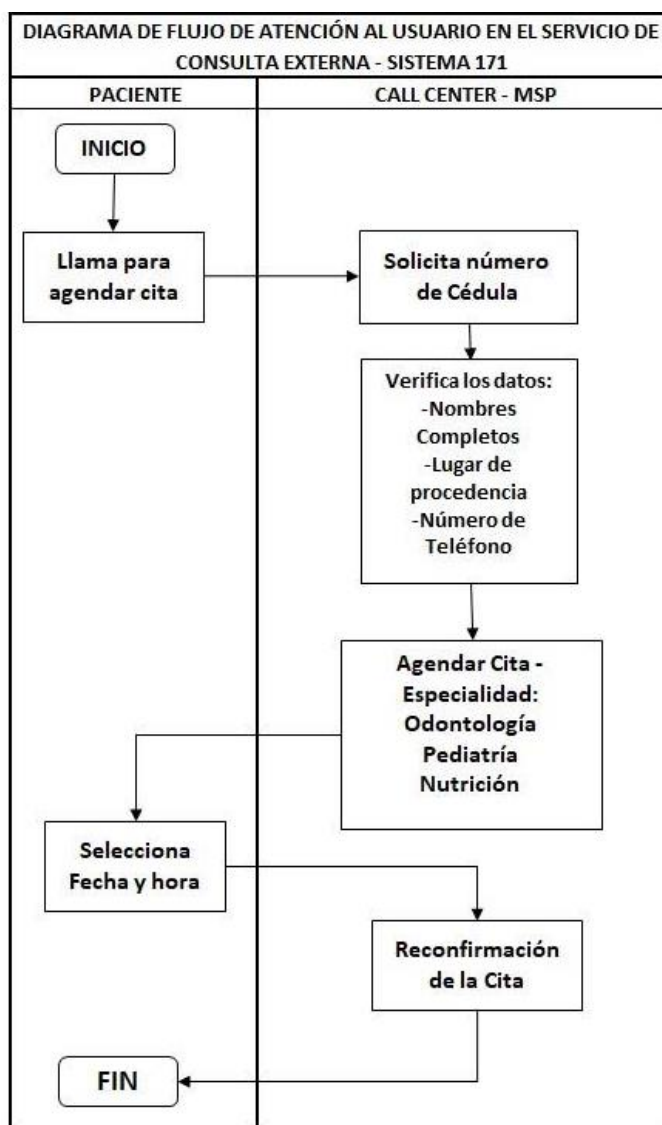 DIAGRAMA DE FLUJO DE ATENCIÓN AL USUARIO EN EL SERVICIO DE
CONSULTA EXTERNA - SISTEMA 171
PACIENTE
CALL CENTER - MSP
INICIO
Llama para
agendar cita
Solicita número
de Cédula
Verifica los datos:
-Nombres
Completos
-Lugar de
procedencia
-Número de
Teléfono
Agendar Cita -
Especialidad:
Odontología
Pediatría
Nutrición
Selecciona
Fecha y hora
Reconfirmación
de la Cita
FIN